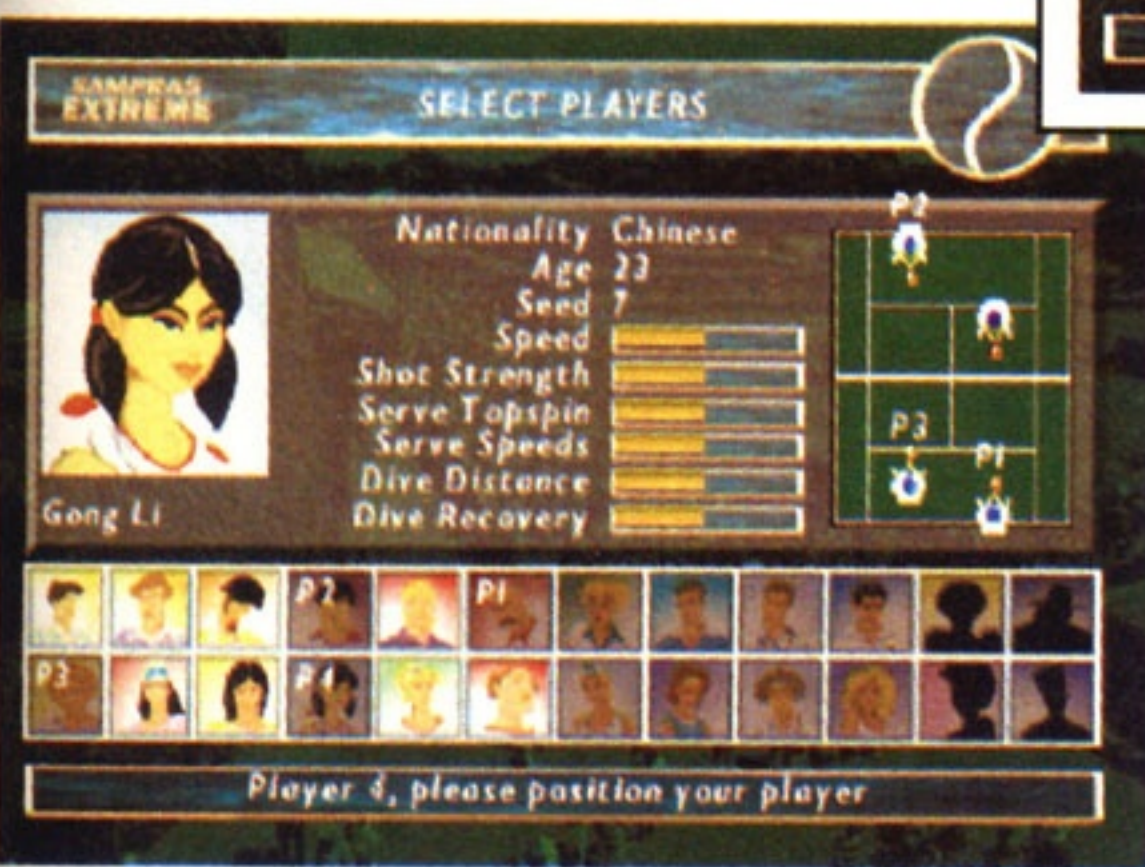 SAMPRAS
EXTREME
SELECT PLAYERS
Nationality Chinese
Age 23
Seed 7
Speed
Shot Strength
Serve Topspin
Serve Speeds
Dive Distance
Dive Recovery
Gong Li
P2
P3
P1
P2
P1
P3
P4
Player 4, please position your player